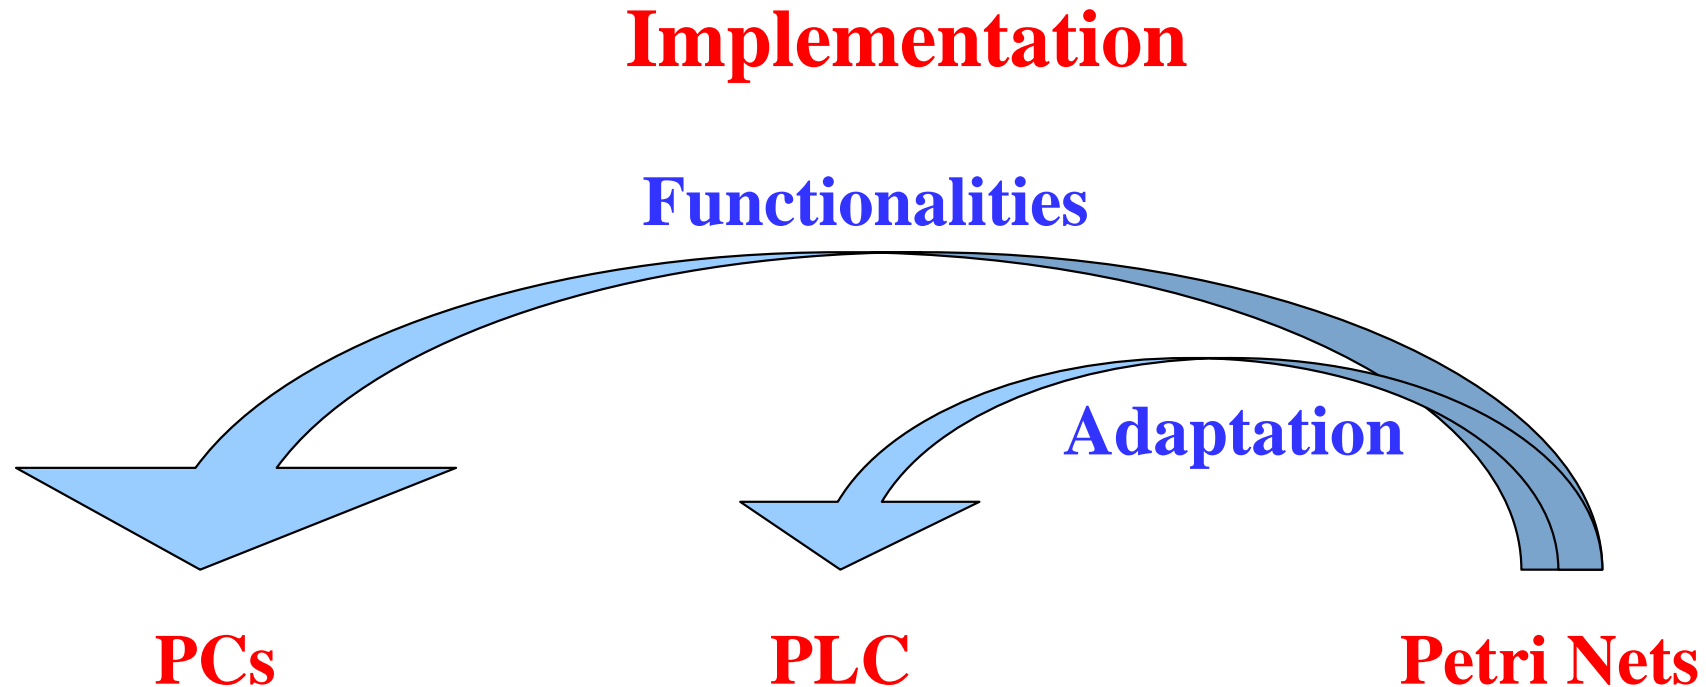 Implementation
Functionalities
Adaptation
PCs PLC Petri Nets